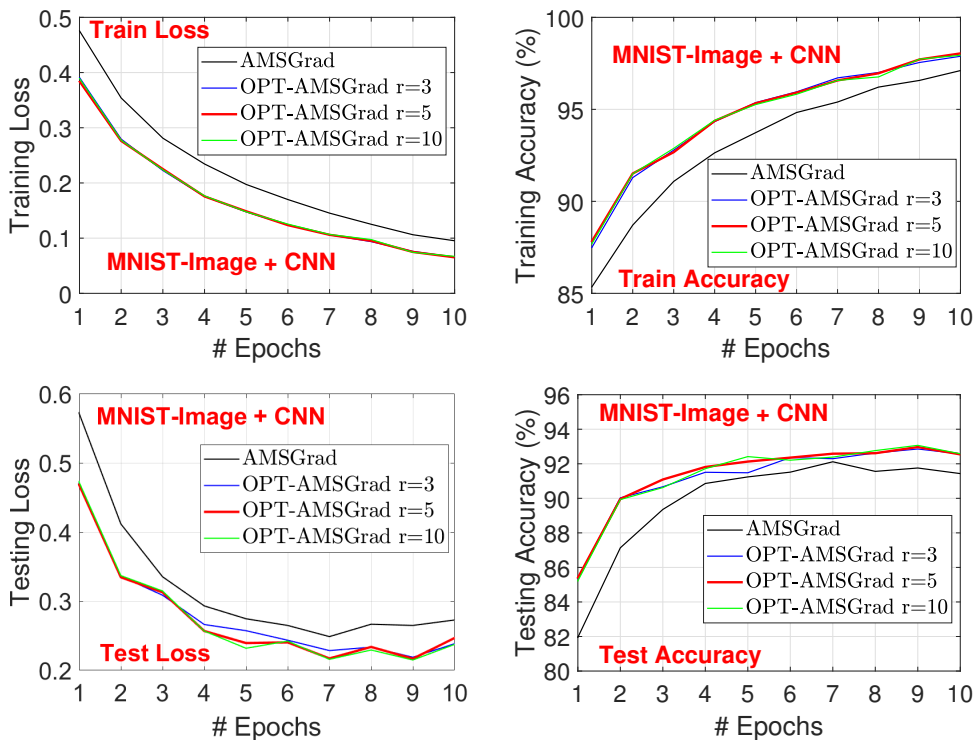 0.5
0.4
0.3
0.2
0.1
0
Training Loss
Train Loss
AMSGrad
OPT-AMSGrad r=3
OPT-AMSGrad r=5
OPT-AMSGrad r=10
MNIST-Image + CNN
1 2 3 4 5 6 7 8 9 10
# Epochs
100
95
90
85
Training Accuracy (%)
MNIST-Image + CNN
AMSGrad
OPT-AMSGrad r=3
OPT-AMSGrad r=5
OPT-AMSGrad r=10
Train Accuracy
1 2 3 4 5 6 7 8 9 10
# Epochs
0.6
0.5
0.4
0.3
0.2
Testing Loss
MNIST-Image + CNN
AMSGrad
OPT-AMSGrad r=3
OPT-AMSGrad r=5
OPT-AMSGrad r=10
Test Loss
1 2 3 4 5 6 7 8 9 10
# Epochs
96
94
92
90
88
86
84
82
80
Testing Accuracy (%)
MNIST-Image + CNN
AMSGrad
OPT-AMSGrad r=3
OPT-AMSGrad r=5
OPT-AMSGrad r=10
Test Accuracy
1 2 3 4 5 6 7 8 9 10
# Epochs